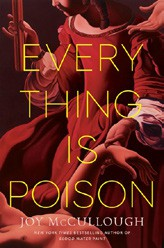 EVERY
THING
IS
POISON
JOY McCULLOUGH
NEW YORK TIMES BESTSELLING AUTHOR OF
BLOOD WATER PAINT